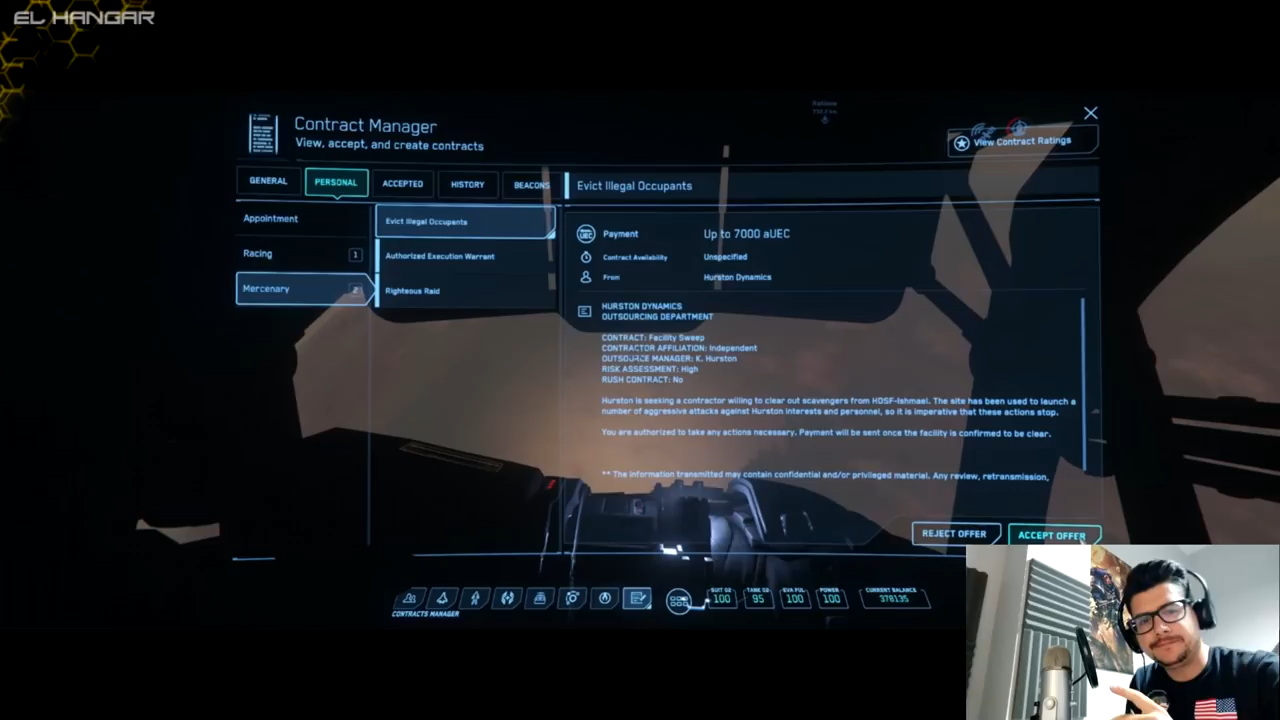 EL HANGAR
Contract Manager
View, accept, and create contracts
View Contract Ratings
GENERAL
PERSONAL
ACCEPTED
HISTORY
BEACONS
Appointment
Racing 1
Mercenary 2
Evict Illegal Occupants
Authorized Execution Warrant
Righteous Raid
Evict Illegal Occupants
Payment Up to 7000 aUEC
Contract Availability Unspecified
From Hurston Dynamics
HURSTON DYNAMICS
OUTSOURCING DEPARTMENT
CONTRACT: Facility Sweep
CONTRACTOR AFFILIATION: Independent
OUTSOURCE MANAGER: K. Hurston
RISK ASSESSMENT: High
RUSH CONTRACT: No
Hurston is seeking a contractor willing to clear out scavengers from HDSF-Ishmael. The site has been used to launch a
number of aggressive attacks against Hurston interests and personnel, so it is imperative that these actions stop.
You are authorized to take any actions necessary. Payment will be sent once the facility is confirmed to be clear.
** The information transmitted may contain confidential and/or privileged material. Any review, retransmission,
REJECT OFFER
ACCEPT OFFER
CONTRACTS MANAGER
SUIT O2 100
TANK O2 95
EVA FUEL 100
POWER 100
CURRENT BALANCE 378135